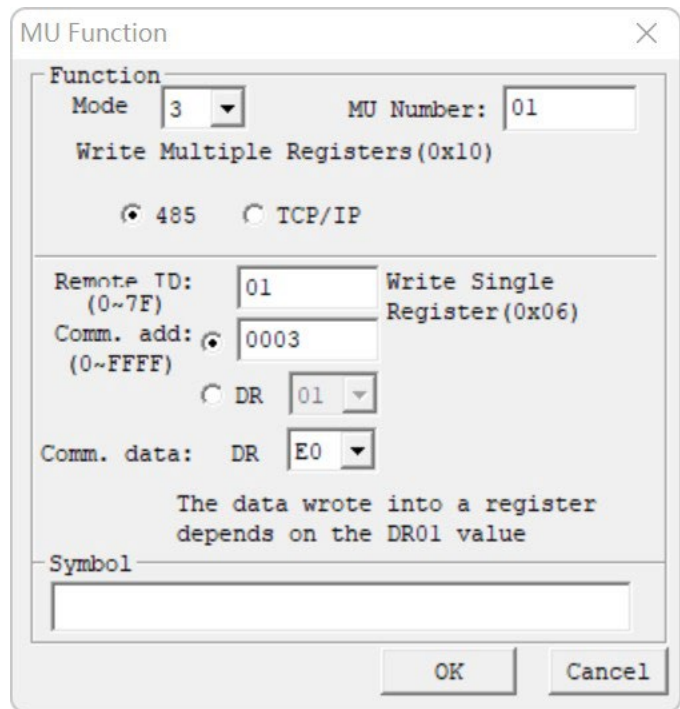 MU Function
Function
Mode 3 MU Number: 01
Write Multiple Registers(0x10)
485 TCP/IP
Remote ID: 01 Write Single
(0~7F) Register(0x06)
Comm. add: 0003
(0~FFFF)
DR 01
Comm. data: DR E0
The data wrote into a register
depends on the DR01 value
Symbol
OK Cancel